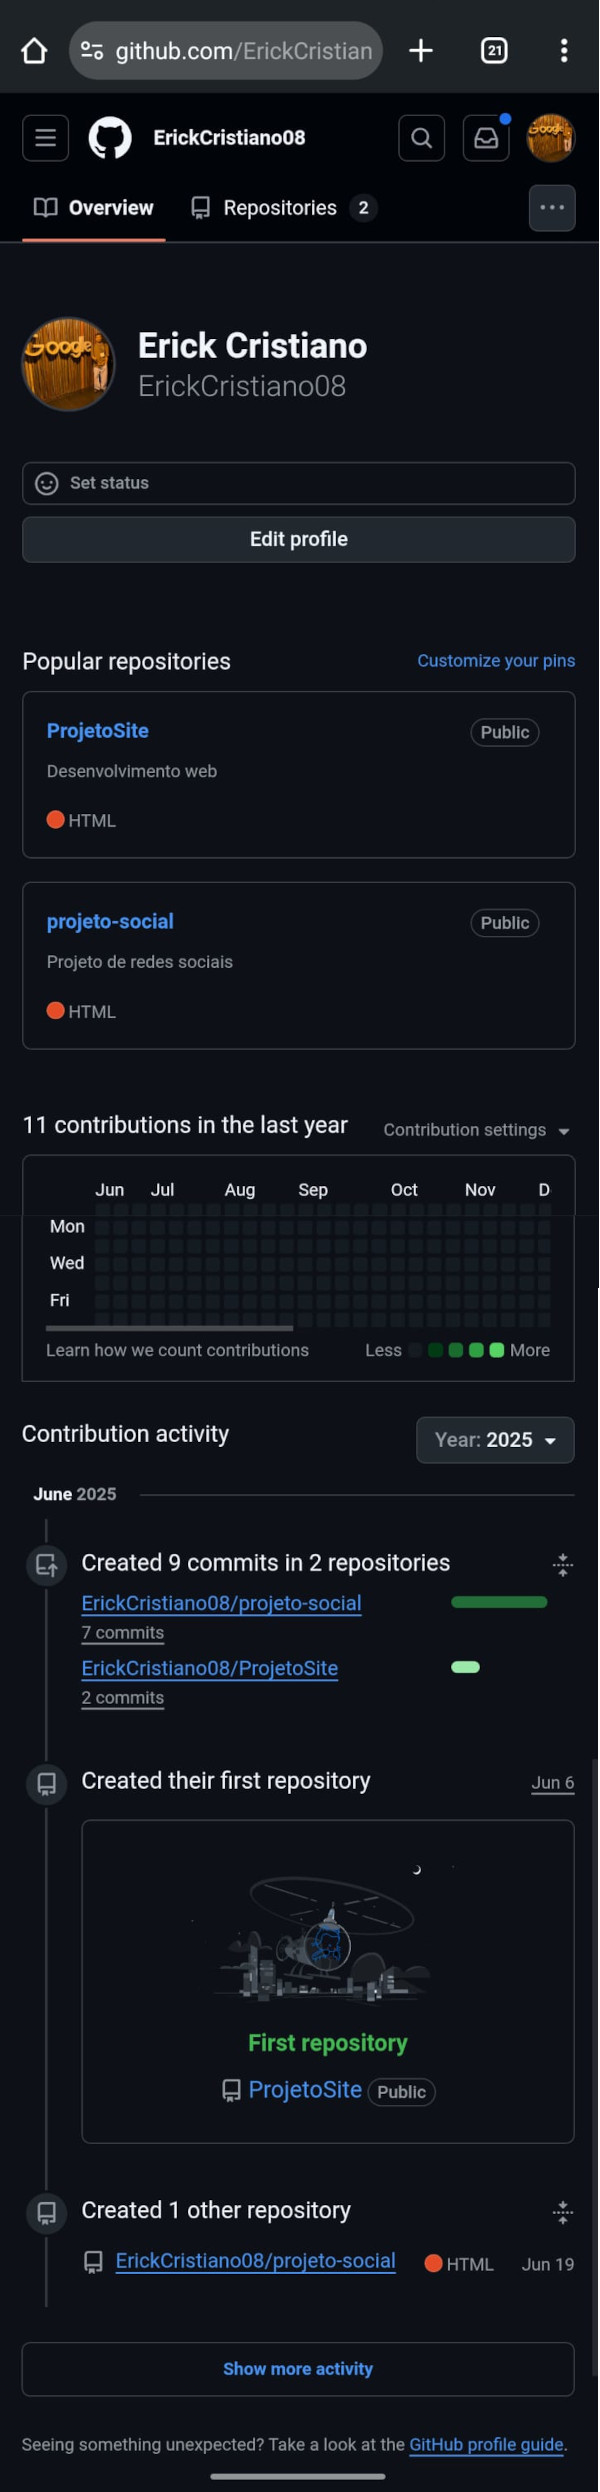 github.com/ErickCristian
21
ErickCristiano08
Overview
Repositories 2
Google
Erick Cristiano
ErickCristiano08
Set status
Edit profile
Popular repositories
Customize your pins
ProjetoSite
Public
Desenvolvimento web
HTML
projeto-social
Public
Projeto de redes sociais
HTML
11 contributions in the last year
Contribution settings
Jun Jul Aug Sep Oct Nov D
Mon
Wed
Fri
Learn how we count contributions
Less More
Contribution activity
Year: 2025
June 2025
Created 9 commits in 2 repositories
ErickCristiano08/projeto-social
7 commits
ErickCristiano08/ProjetoSite
2 commits
Created their first repository
Jun 6
First repository
ProjetoSite Public
Created 1 other repository
ErickCristiano08/projeto-social HTML Jun 19
Show more activity
Seeing something unexpected? Take a look at the GitHub profile guide.